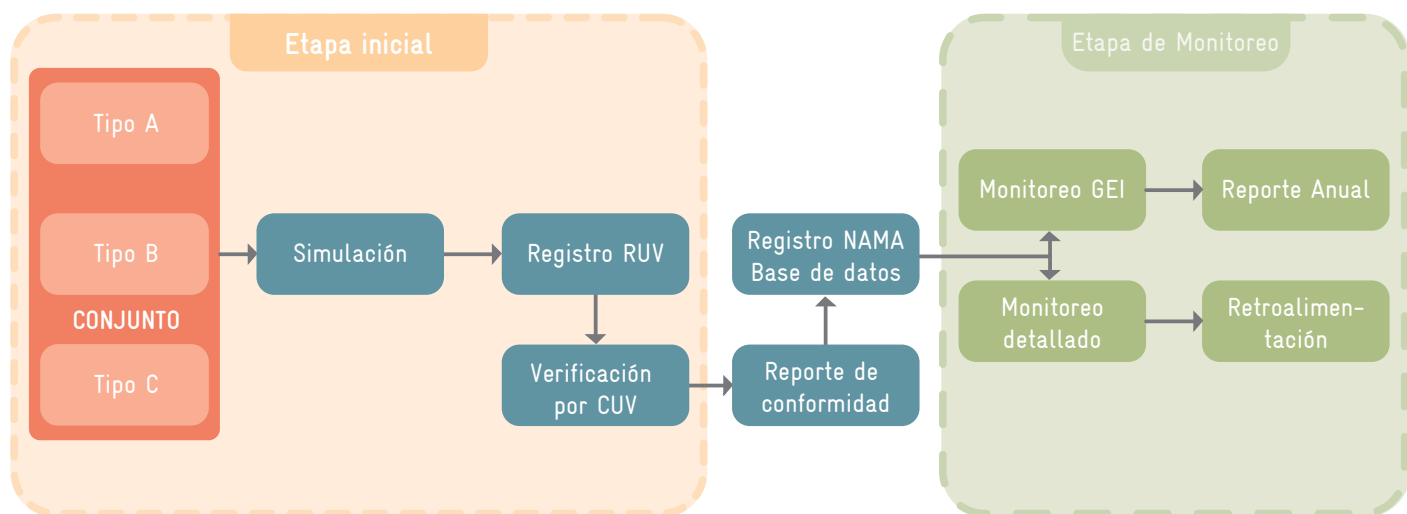 Etapa inicial
Tipo A
Tipo B
CONJUNTO
Tipo C
Simulación
Registro RUV
Verificación
por CUV
Reporte de
conformidad
Registro NAMA
Base de datos
Etapa de Monitoreo
Monitoreo GEI
Reporte Anual
Monitoreo
detallado
Retroalimen-
tación